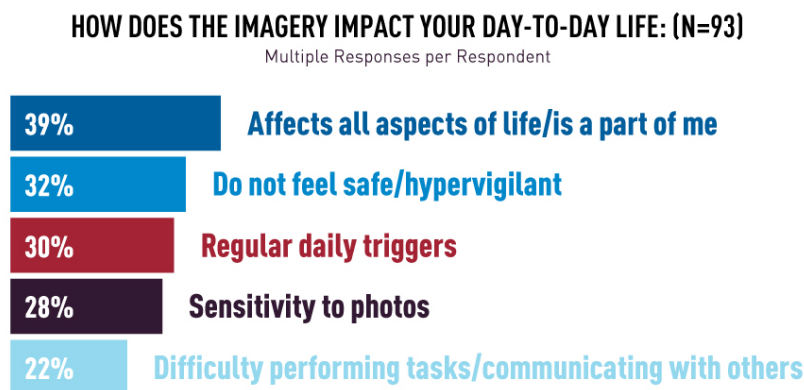 HOW DOES THE IMAGERY IMPACT YOUR DAY-TO-DAY LIFE: (N=93)
Multiple Responses per Respondent
39% Affects all aspects of life/is a part of me
32% Do not feel safe/hypervigilant
30% Regular daily triggers
28% Sensitivity to photos
22% Difficulty performing tasks/communicating with others